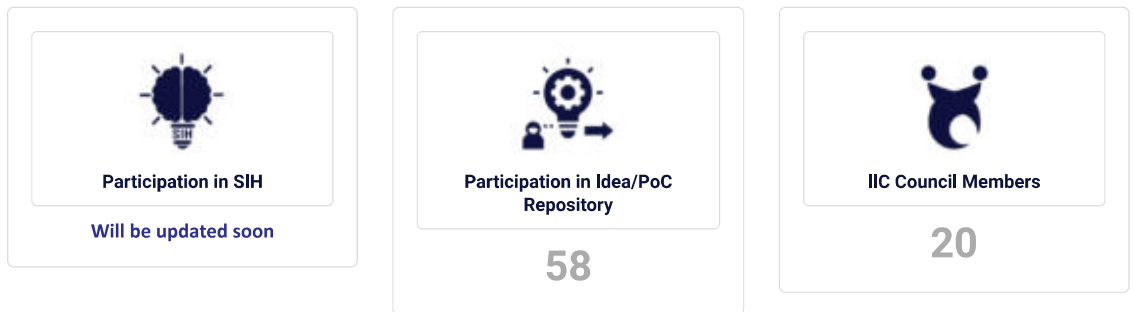 SIH
Participation in SIH
Will be updated soon
Participation in Idea/PoC
Repository
58
IIC Council Members
20